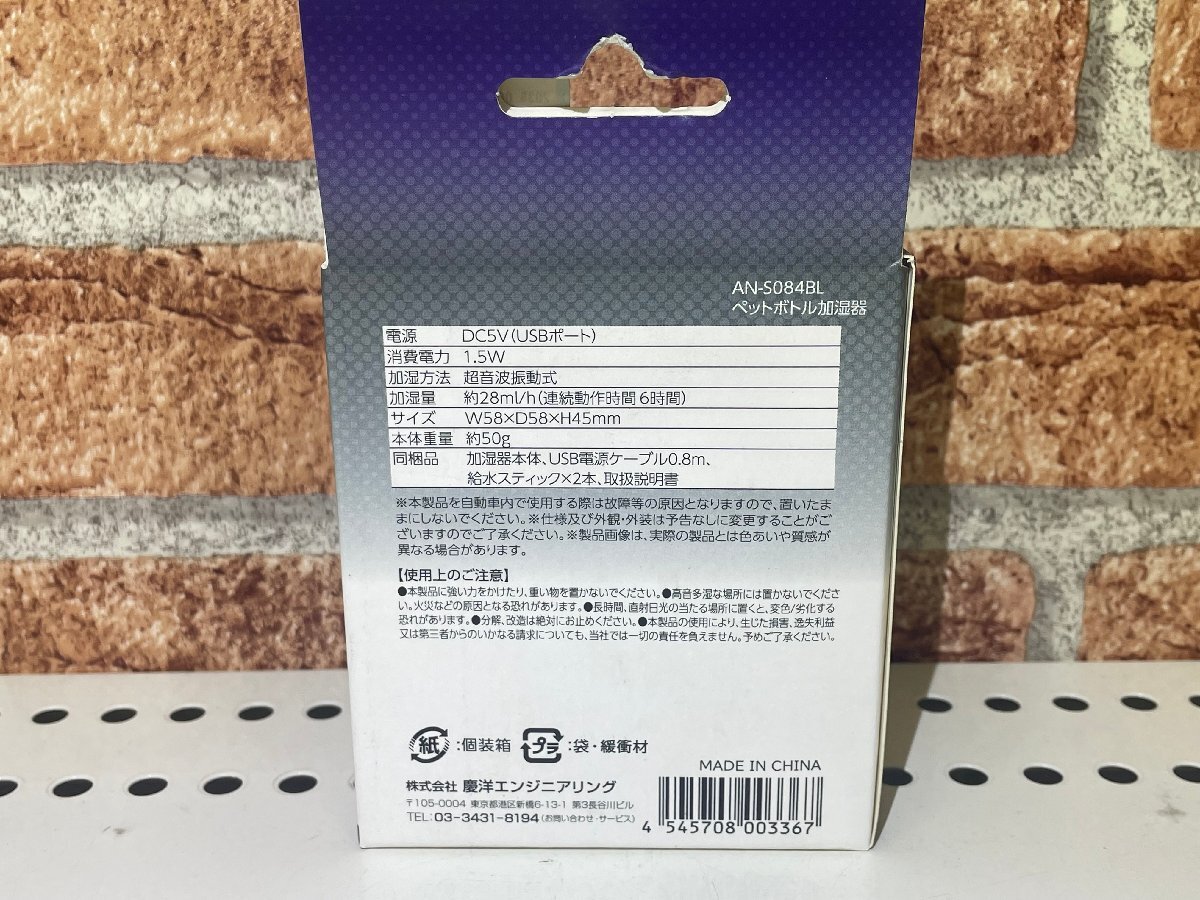 AN-S084BL
ペットボトル加湿器
電源 DC5V(USBポート)
消費電力 1.5W
加湿方法 超音波振動式
加湿量 約28ml/h(連続動作時間6時間)
サイズ W58×D58×H45mm
本体重量 約50g
同梱品 加湿器本体、USB電源ケーブル0.8m、
給水スティック×2本、取扱説明書
※本製品を自動車内で使用する際は故障等の原因となりますので、置いたま
まにしないでください。※仕様及び外観・外装は予告なしに変更することがご
ざいますのでご了承ください。※製品画像は、実際の製品とは色あいや質感が
異なる場合があります。
【使用上のご注意】
●本製品に強い力をかけたり、重い物を置かないでください。●高音多湿な場所には置かないでくださ
い。火災などの原因となる恐れがあります。●長時間、直射日光の当たる場所に置くと、変色/劣化する
恐れがあります。●分解、改造は絶対にお止めください。●本製品の使用により、生じた損害、逸失利益
又は第三者からのいかなる請求についても、当社では一切の責任を負えません。予めご了承ください。
紙:個装箱 プラ:袋・緩衝材
MADE IN CHINA
株式会社 慶洋エンジニアリング
〒105-0004 東京都港区新橋6-13-1 第3長谷川ビル
TEL:03-3431-8194(お問い合わせ・サービス)
4 545708 003367